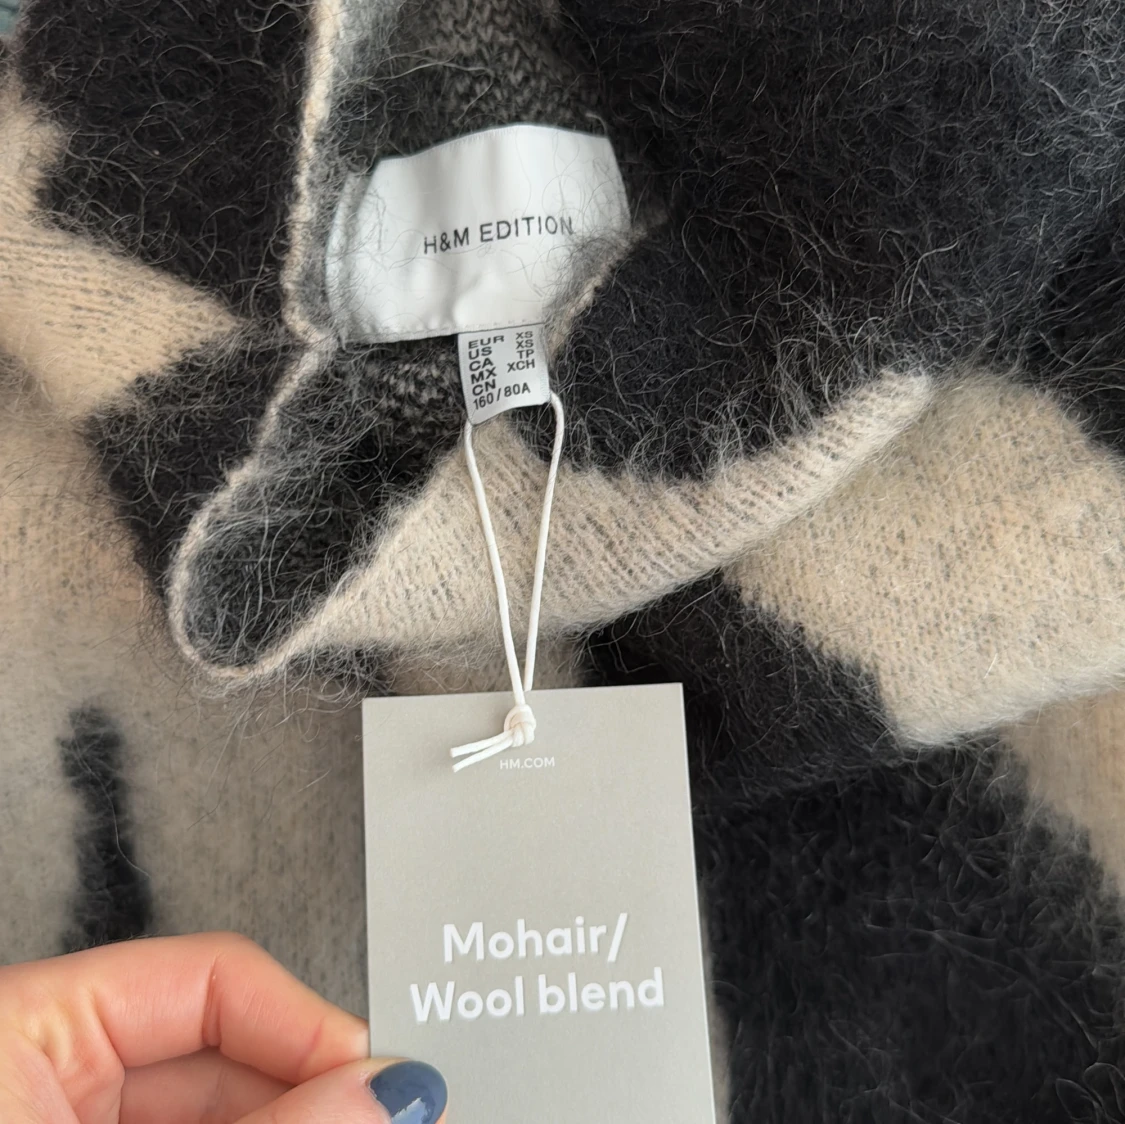 H&M EDITION
EUR XS
US XS
CA TP
MX XCH
CN
160/80A
HM.COM
Mohair/
Wool blend